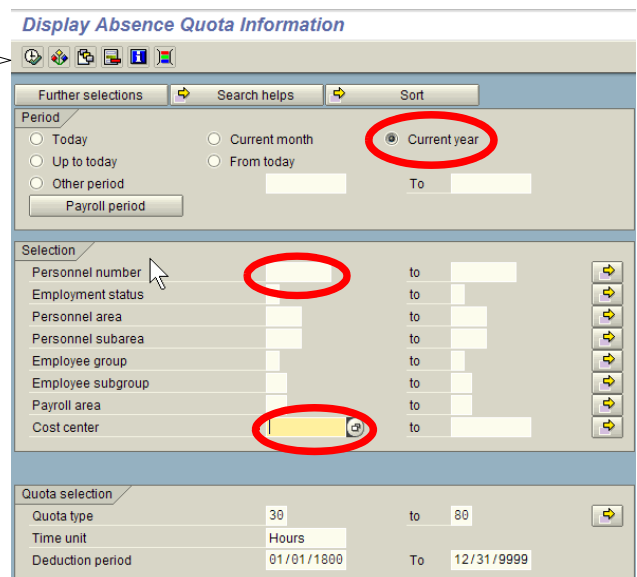 Display Absence Quota Information
Further selections Search helps Sort
Period
Today Current month Current year
Up to today From today
Other period To
Payroll period
Selection
Personnel number to
Employment status to
Personnel area to
Personnel subarea to
Employee group to
Employee subgroup to
Payroll area to
Cost center to
Quota selection
Quota type 30 to 80
Time unit Hours
Deduction period 01/01/1800 To 12/31/9999